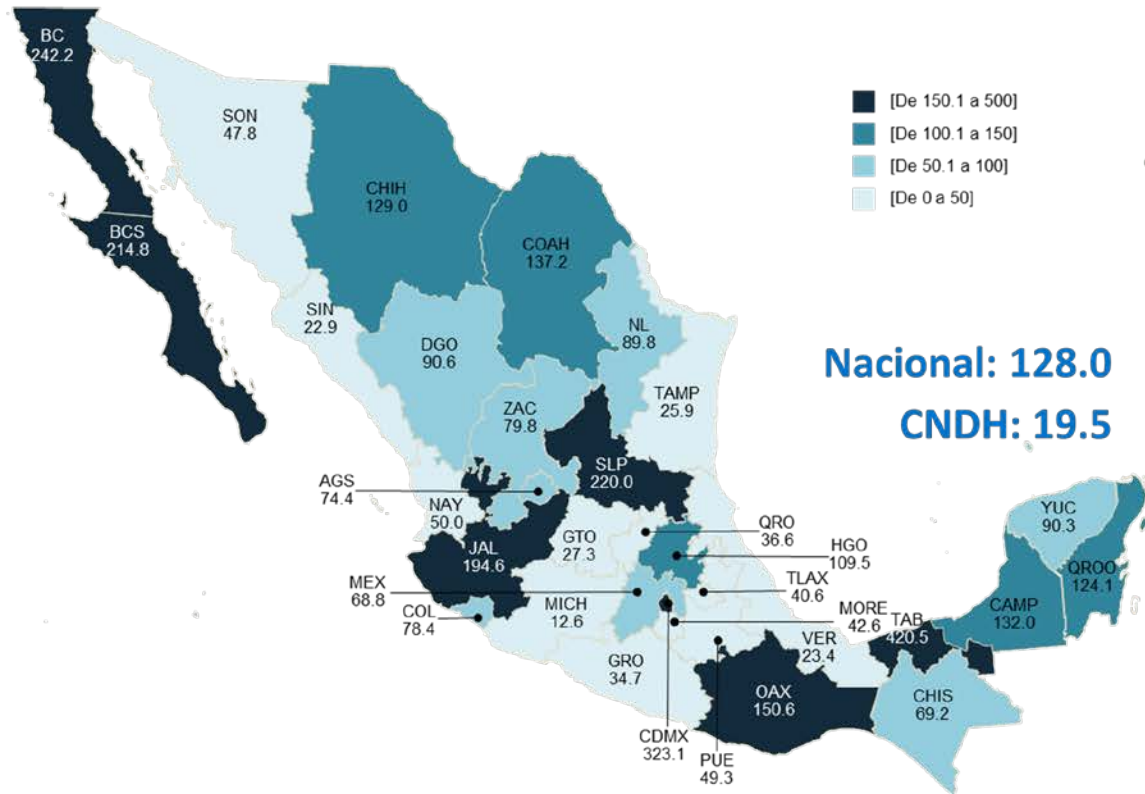 BC
242.2
SON
47.8
[De 150.1 a 500]
[De 100.1 a 150]
[De 50.1 a 100]
[De 0 a 50]
CHIH
129.0
BCS
214.8
COAH
137.2
SIN
22.9
DGO
90.6
NL
89.8
Nacional: 128.0
CNDH: 19.5
TAMP
25.9
ZAC
79.8
SLP
220.0
AGS
74.4
NAY
50.0
YUC
90.3
QRO
36.6
GTO
27.3
JAL
194.6
HGO
109.5
QROO
124.1
MEX
68.8
TLAX
40.6
MICH
12.6
COL
78.4
CAMP
132.0
MORE
42.6
TAB
420.5
VER
23.4
GRO
34.7
OAX
150.6
CHIS
69.2
CDMX
323.1
PUE
49.3